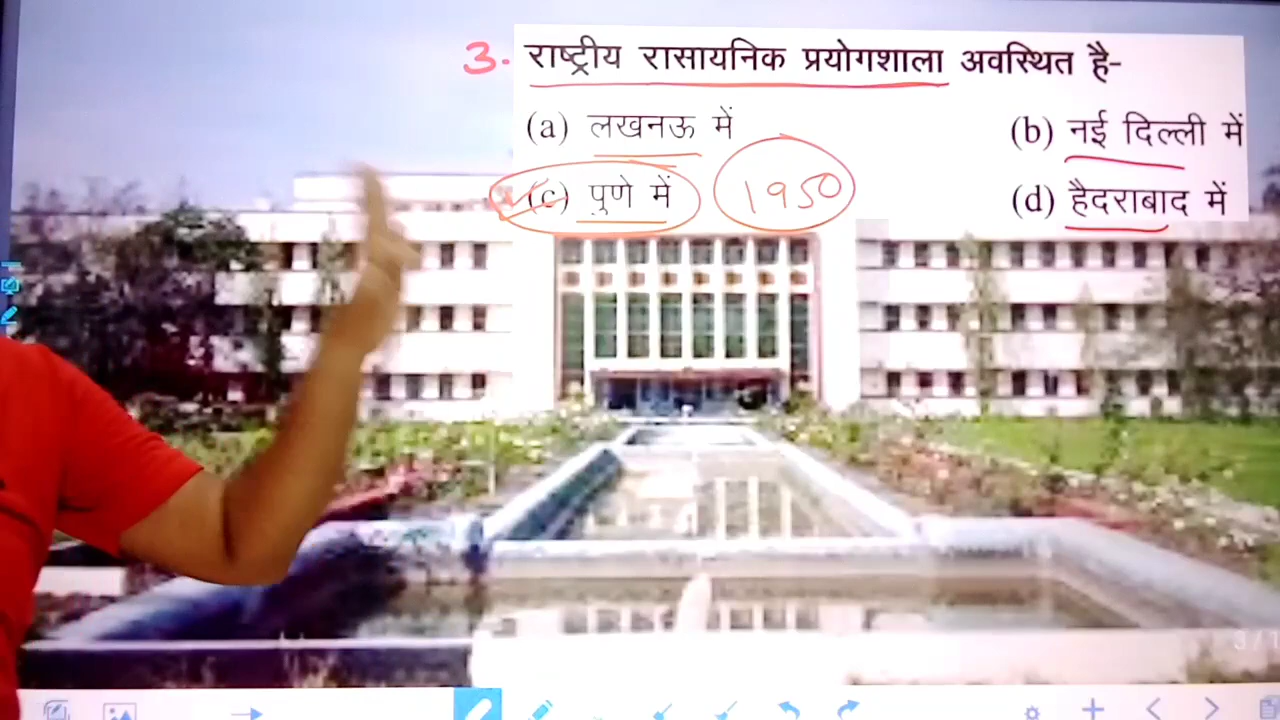 3. राष्ट्रीय रासायनिक प्रयोगशाला अवस्थित है-
(a) लखनऊ में (b) नई दिल्ली में
(c) पुणे में 1950 (d) हैदराबाद में